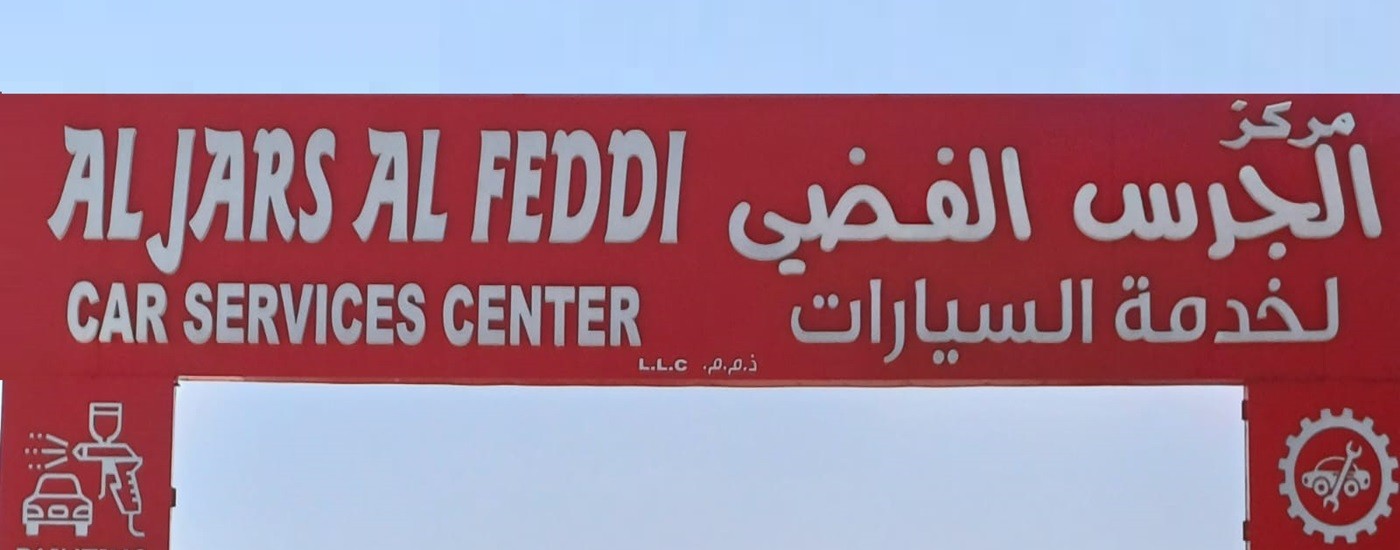 AL JARS AL FEDDI
CAR SERVICES CENTER
مركز
الجرس الفضي
لخدمة السيارات
L.L.C ذ.م.م.